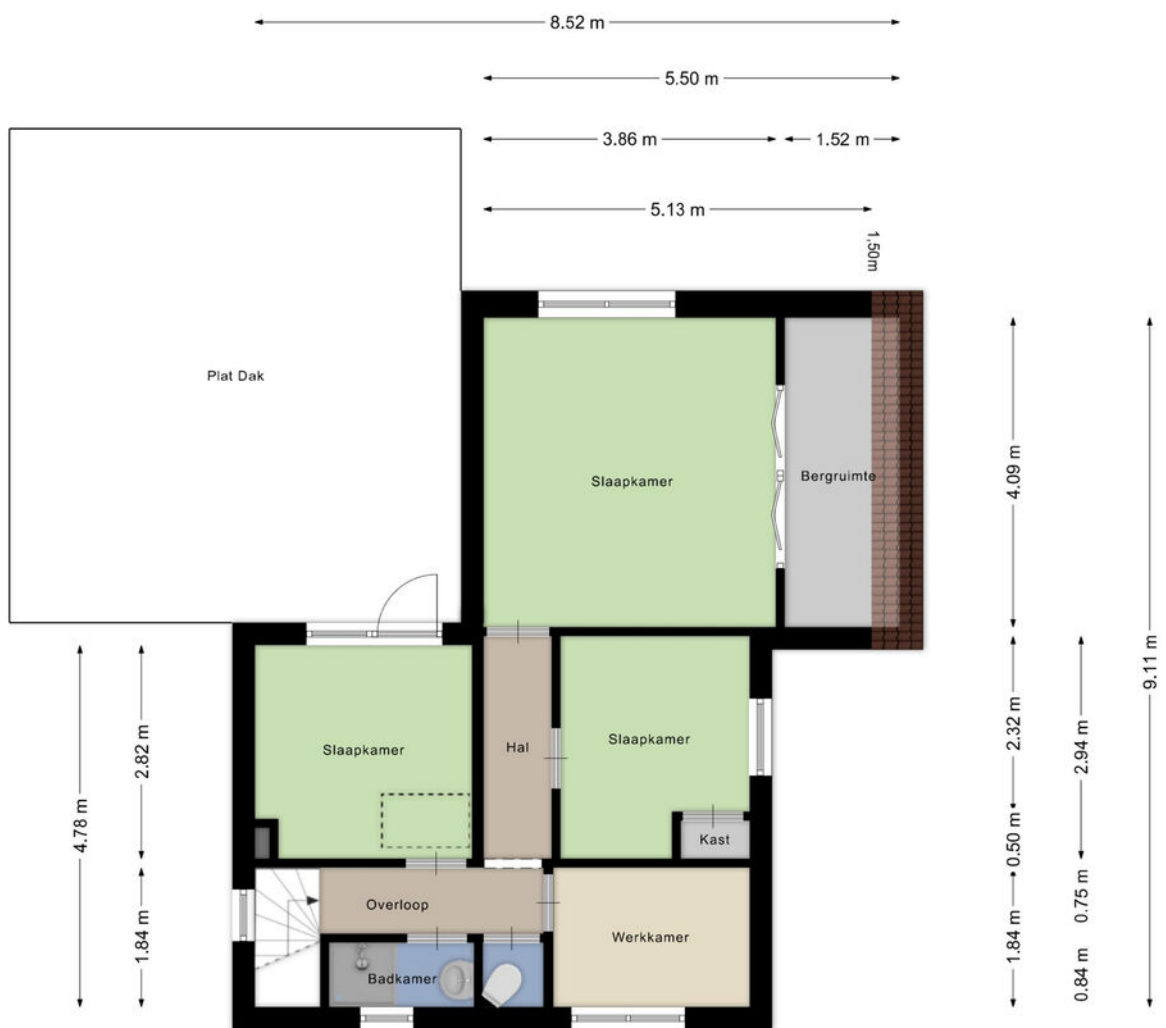 8.52 m
5.50 m
3.86 m
1.52 m
5.13 m
1,50m
Plat Dak
Slaapkamer
Bergruimte
4.09 m
9.11 m
Slaapkamer
Hal
Slaapkamer
Kast
2.82 m
4.78 m
2.32 m
2.94 m
0.50 m
Overloop
Werkkamer
Badkamer
1.84 m
1.84 m
0.75 m
0.84 m